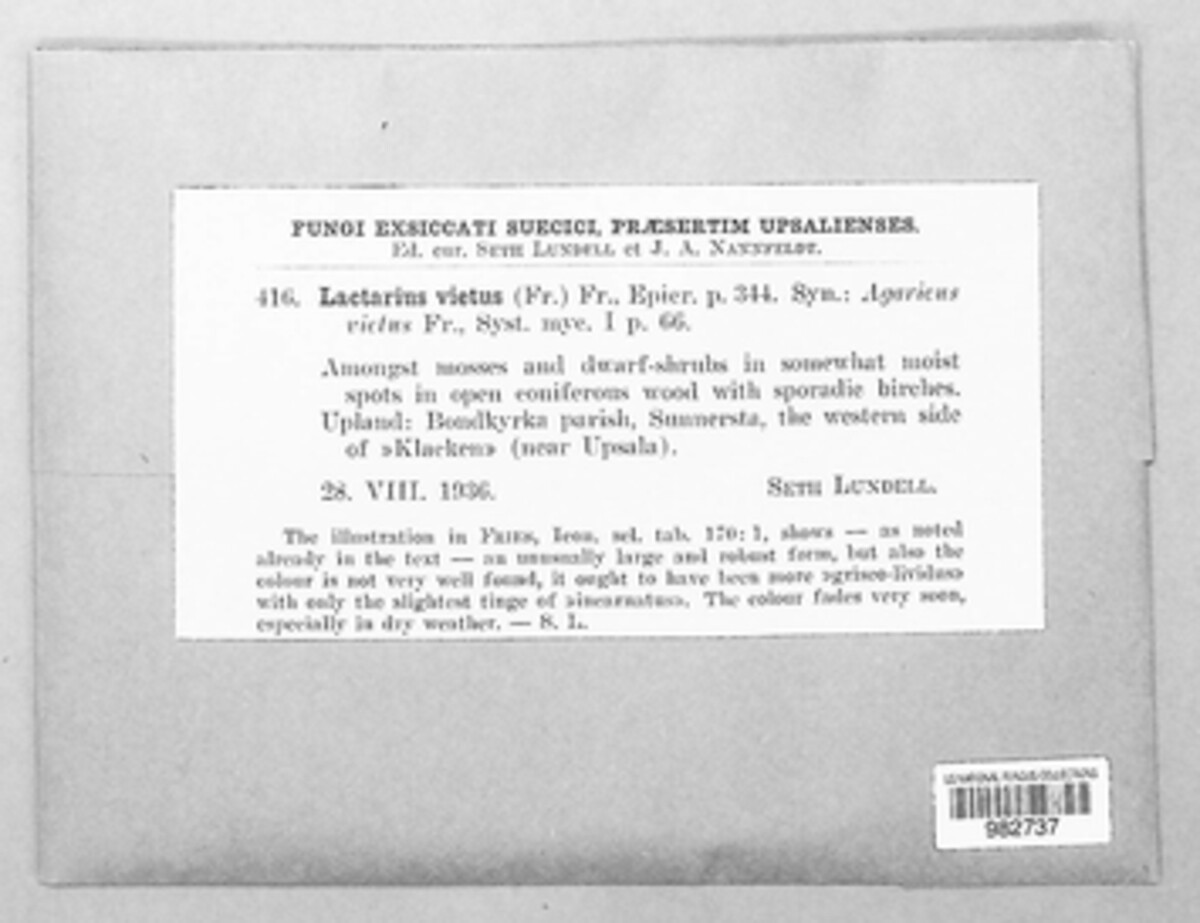 FUNGI EXSICCATI SUECICI, PRÆSERTIM UPSALIENSES.
Ed. cur. SETH LUNDELL et J. A. NANNFELDT.
416. Lactarius vietus (Fr.) Fr., Epicr. p. 344. Syn.: Agaricus
vietus Fr., Syst. myc. I p. 66.
Amongst mosses and dwarf-shrubs in somewhat moist
spots in open coniferous wood with sporadic birches.
Upland: Bondkyrka parish, Sunnersta, the western side
of »Klacken» (near Upsala).
28. VIII. 1936. SETH LUNDELL.
The illustration in FRIES, Icon. sel. tab. 170: 1, shows — as noted
already in the text — an unusually large and robust form, but also the
colour is not very well found, it ought to have been more »griseo-lividus»
with only the slightest tinge of »incarnatus». The colour fades very soon,
especially in dry weather. — S. L.
US NATIONAL FUNGUS COLLECTIONS
982737